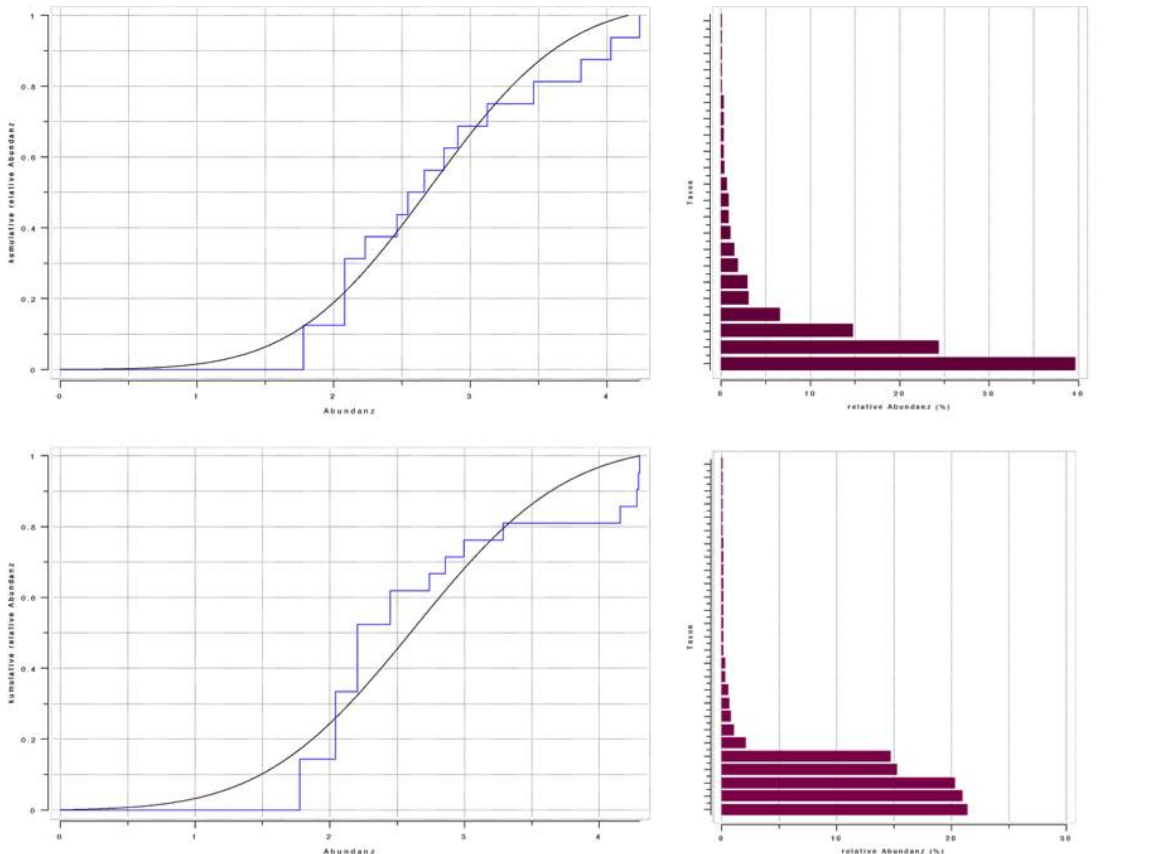 1
0.8
0.6
0.4
0.2
0
kumulative relative Abundanz
0 1 2 3 4
Abundanz
Taxon
0 10 20 30 40
relative Abundanz (%)
1
0.8
0.6
0.4
0.2
0
kumulative relative Abundanz
0 1 2 3 4
Abundanz
Taxon
0 10 20 30
relative Abundanz (%)